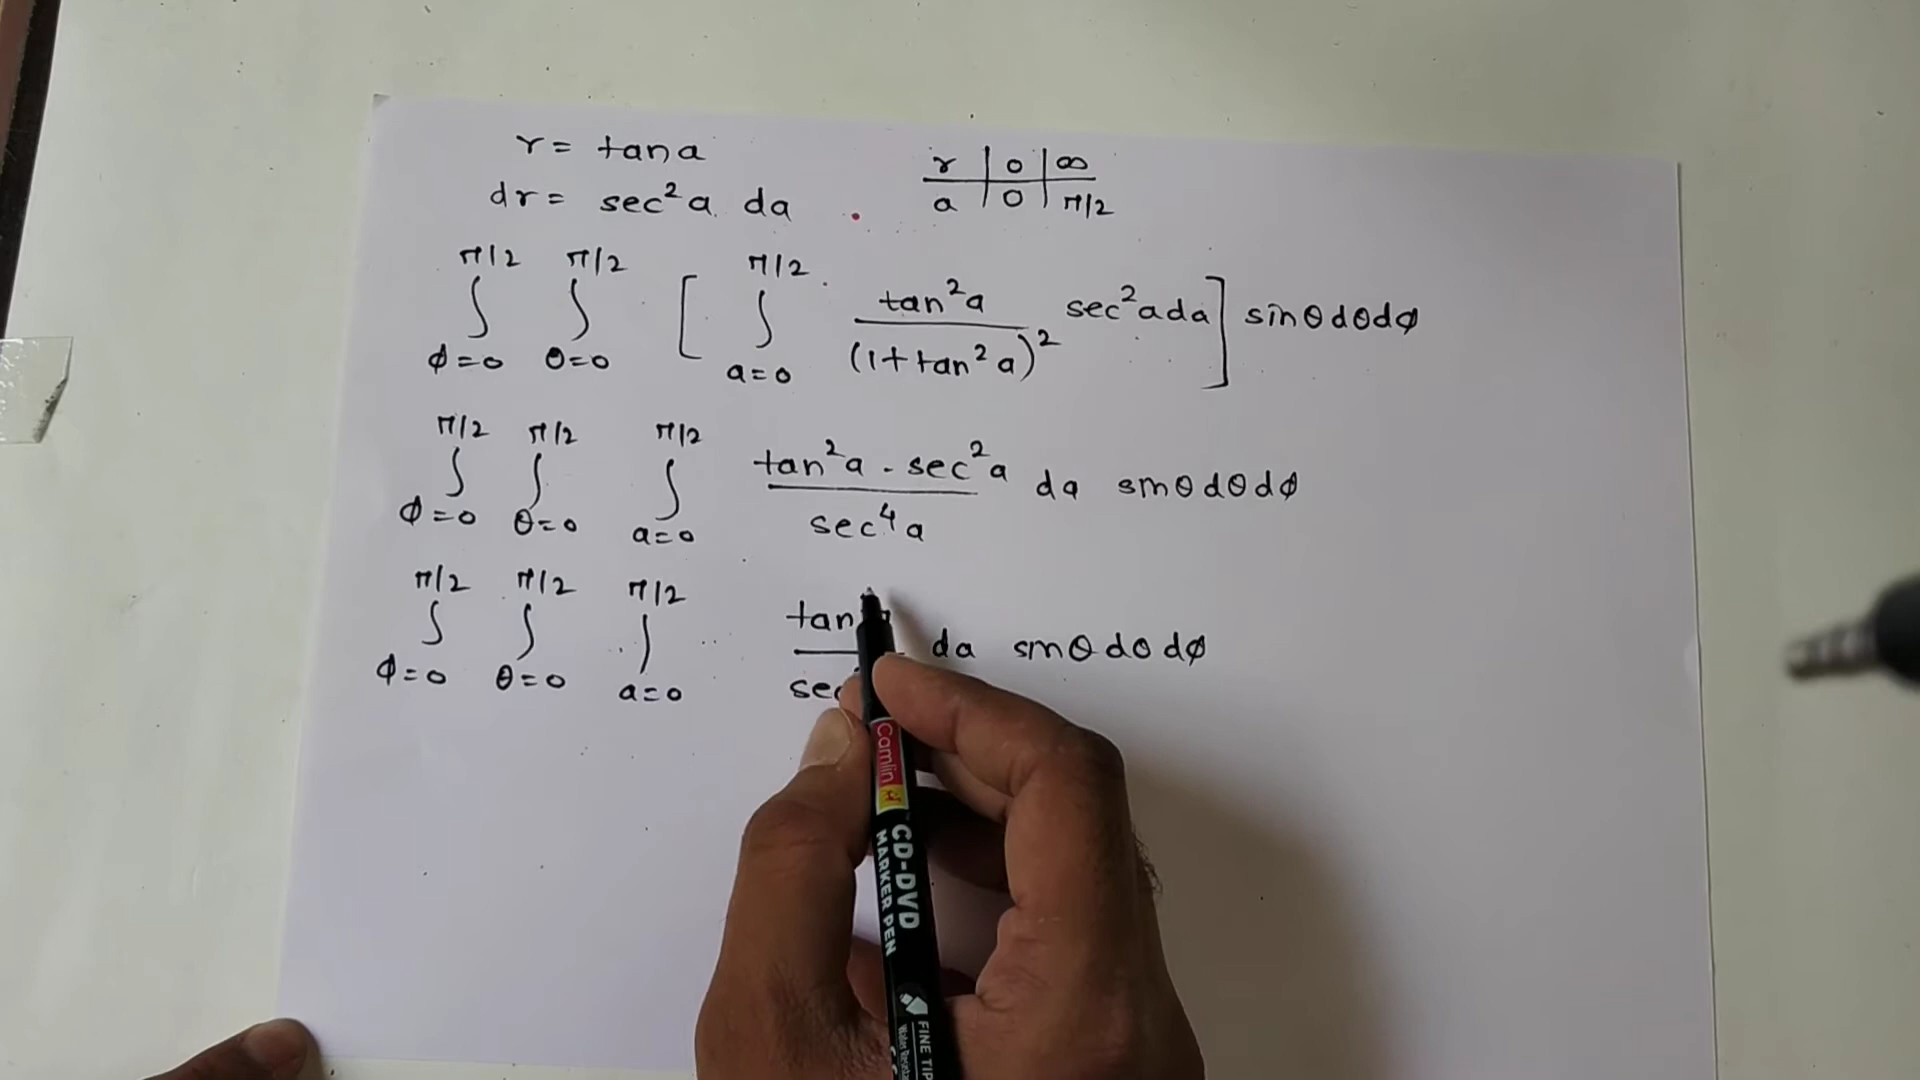 r = tan a
r | 0 | ∞
dr = sec²a da
a | 0 | π/2
π/2 π/2 π/2
∫ ∫ [ ∫ tan²a / (1+tan²a)² sec²a da ] sinθ dθ dφ
φ=0 θ=0 a=0
π/2 π/2 π/2
∫ ∫ ∫ tan²a . sec²a / sec⁴a da sinθ dθ dφ
φ=0 θ=0 a=0
π/2 π/2 π/2
∫ ∫ ∫ tan / sec da sinθ dθ dφ
φ=0 θ=0 a=0
Camlin
CD-DVD
MARKER PEN
FINE TIP